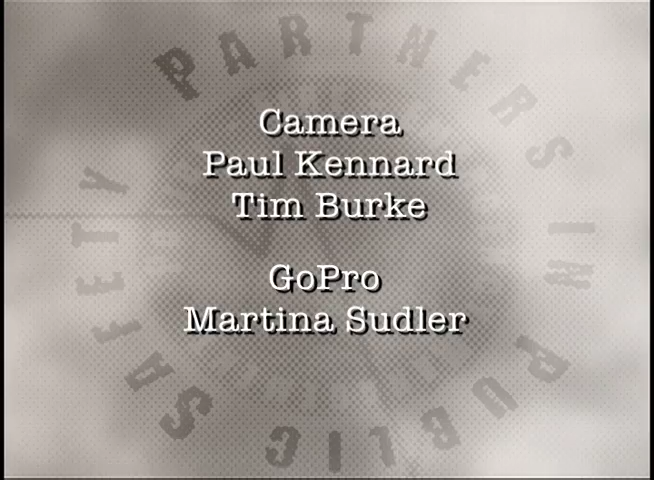 PARTNERS IN PUBLIC SAFETY
Camera
Paul Kennard
Tim Burke
GoPro
Martina Sudler